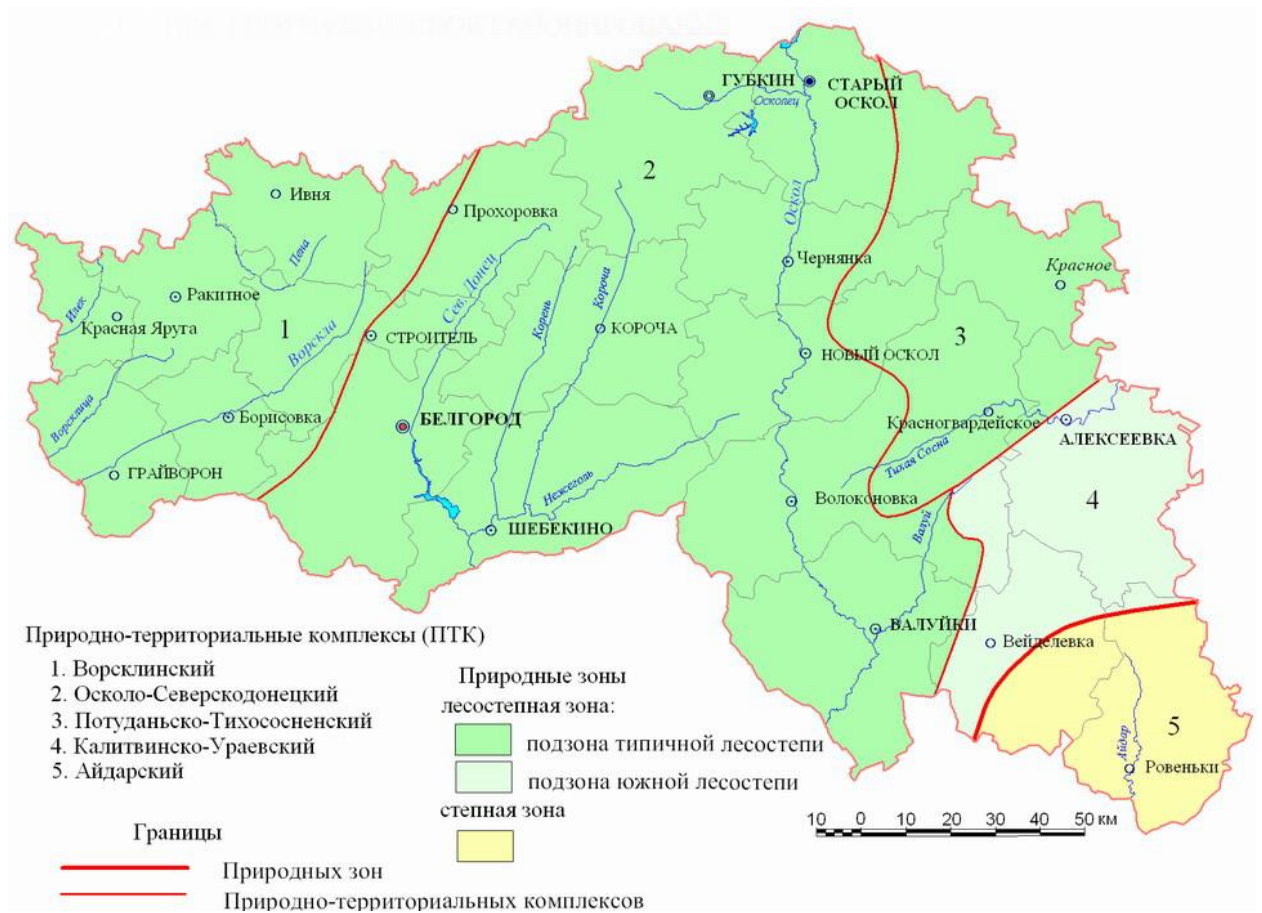 ГУБКИН
СТАРЫЙ
ОСКОЛ
Осколец
2
Ивня
Прохоровка
Оскол
Пена
Сев. Донец
Чернянка
Красное
Ракитное
Илек
Красная Яруга
1
Ворскла
СТРОИТЕЛЬ
Корень
Короча
КОРОЧА
3
НОВЫЙ ОСКОЛ
Ворсклица
Борисовка
БЕЛГОРОД
Красногвардейское
АЛЕКСЕЕВКА
Тихая Сосна
ГРАЙВОРОН
Нежеголь
Волоконовка
4
ШЕБЕКИНО
Валуй
ВАЛУЙКИ
Вейделевка
5
Айдар
Ровеньки
Природно-территориальные комплексы (ПТК)
1. Ворсклинский
2. Осколо-Северскодонецкий
3. Потуданьско-Тихососненский
4. Калитвинско-Ураевский
5. Айдарский
Границы
Природных зон
Природно-территориальных комплексов
Природные зоны
лесостепная зона:
подзона типичной лесостепи
подзона южной лесостепи
степная зона
10 0 10 20 30 40 50 км